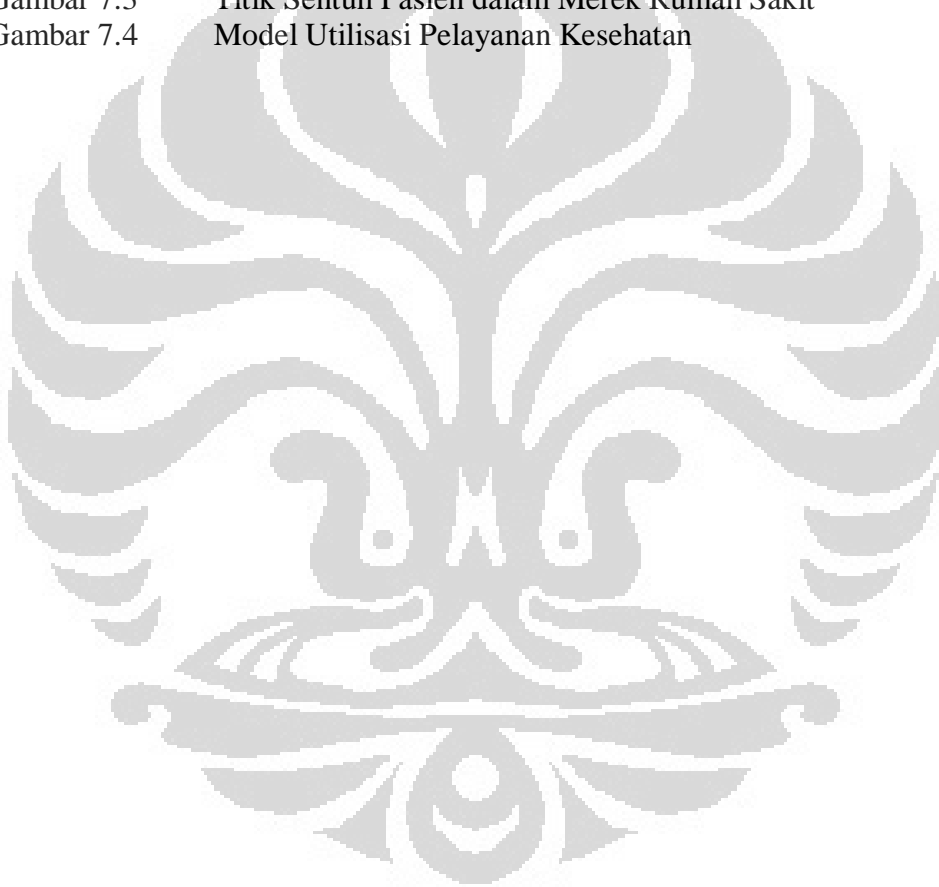 Gambar 7.3 Titik Sentuh Pasien dalam Merek Rumah Sakit
Gambar 7.4 Model Utilisasi Pelayanan Kesehatan